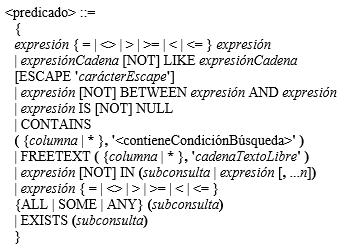 <predicado> ::=
{
expresión { = | <> | > | >= | < | <= } expresión
| expresiónCadena [NOT] LIKE expresiónCadena
[ESCAPE 'carácterEscape']
| expresión [NOT] BETWEEN expresión AND expresión
| expresión IS [NOT] NULL
| CONTAINS
( {columna | * }, '<contieneCondiciónBúsqueda>' )
| FREETEXT ( {columna | * }, 'cadenaTextoLibre' )
| expresión [NOT] IN (subconsulta | expresión [, ...n])
| expresión { = | <> | > | >= | < | <= }
{ALL | SOME | ANY} (subconsulta)
| EXISTS (subconsulta)
}